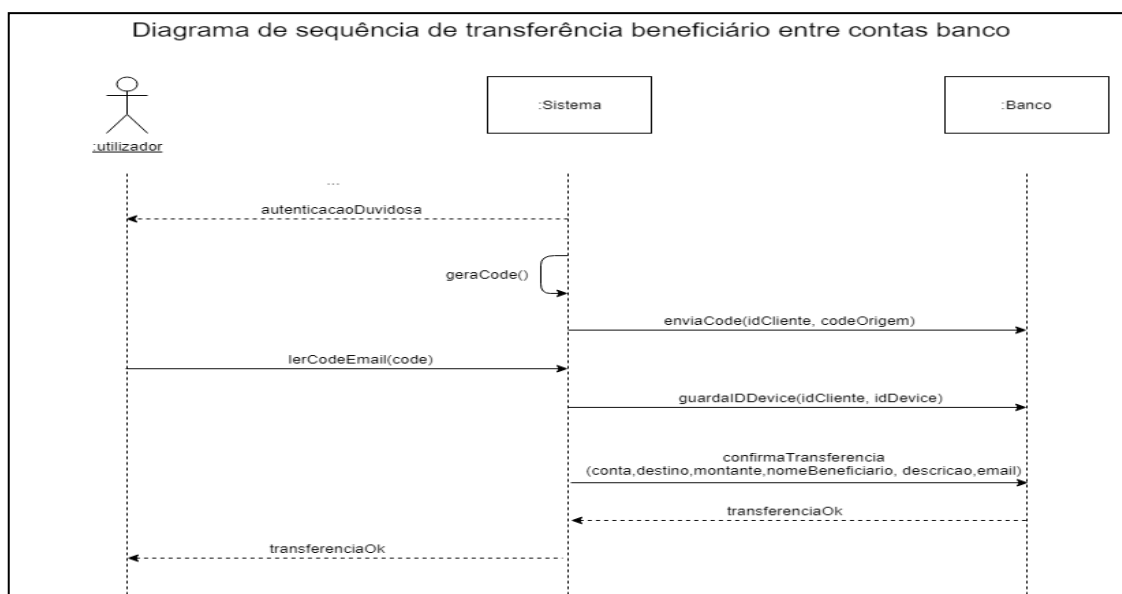 Diagrama de sequência de transferência beneficiário entre contas banco
:utilizador
:Sistema
:Banco
...
autenticacaoDuvidosa
geraCode()
enviaCode(idCliente, codeOrigem)
lerCodeEmail(code)
guardaIDDevice(idCliente, idDevice)
confirmaTransferencia
(conta,destino,montante,nomeBeneficiario, descricao,email)
transferenciaOk
transferenciaOk